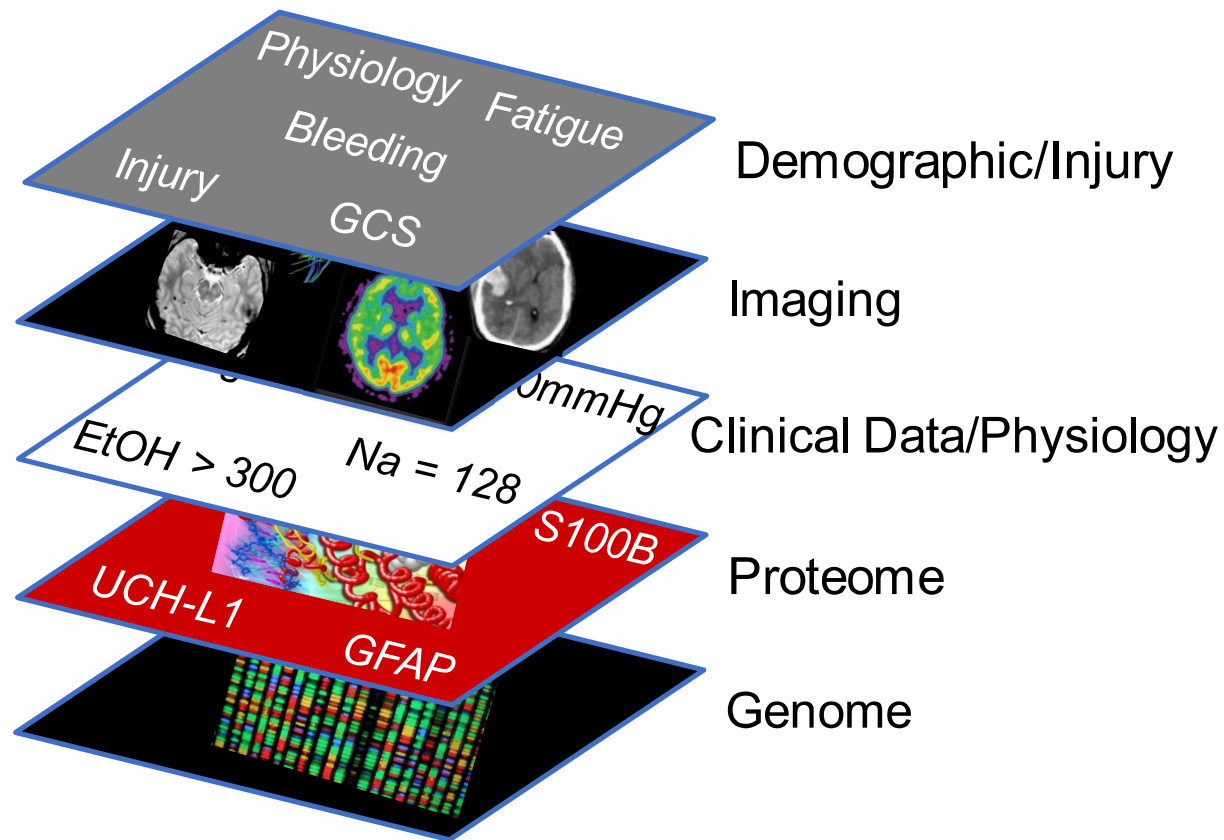 Physiology
Fatigue
Bleeding
Injury
GCS
Demographic/Injury
Imaging
0mmHg
Clinical Data/Physiology
EtOH > 300
Na = 128
S100B
Proteome
UCH-L1
GFAP
Genome